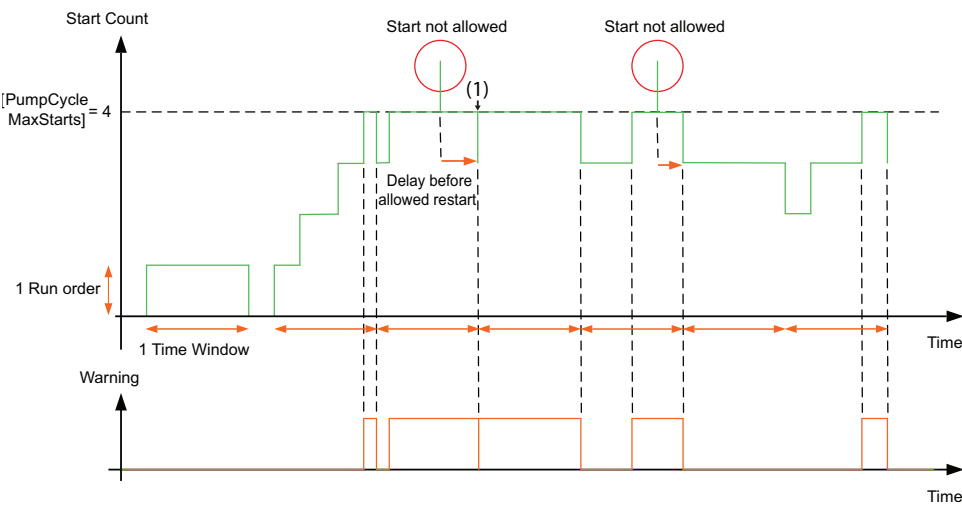 Start Count
Start not allowed
Start not allowed
(1)
[PumpCycle
MaxStarts]
= 4
Delay before
allowed restart
1 Run order
1 Time Window
Time
Warning
Time